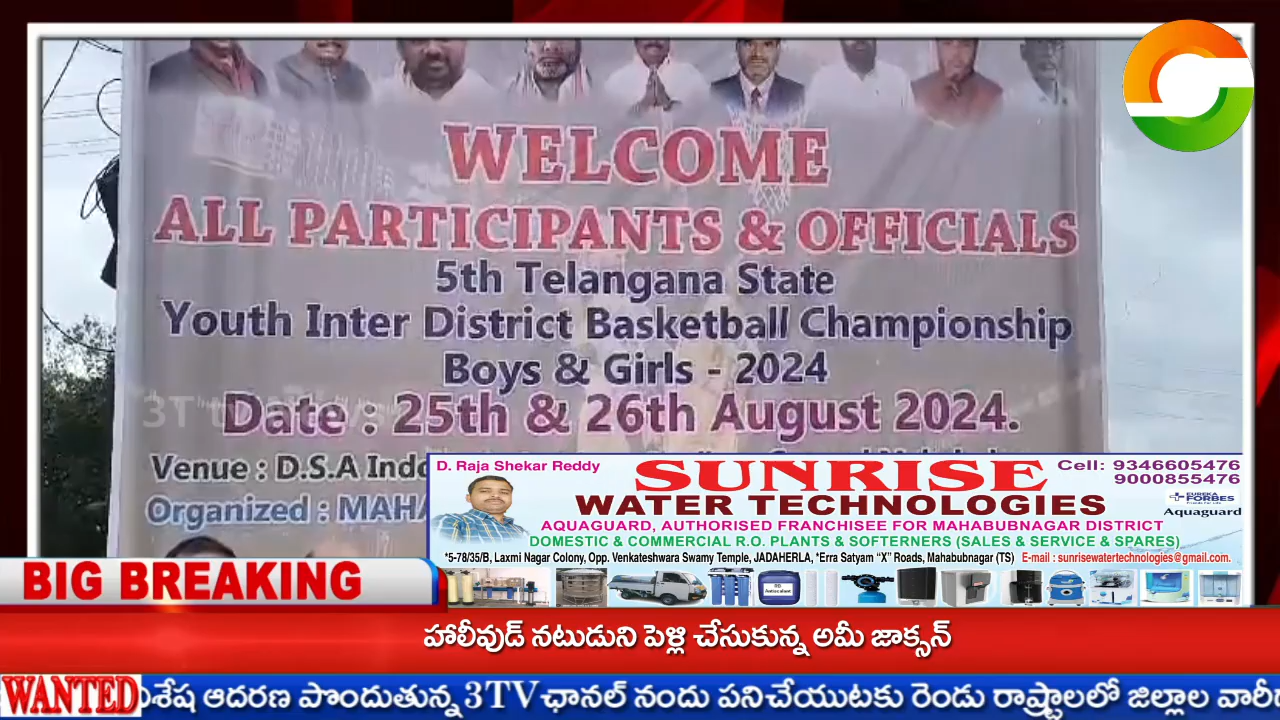 WELCOME
ALL PARTICIPANTS & OFFICIALS
5th Telangana State
Youth Inter District Basketball Championship
Boys & Girls - 2024
Date : 25th & 26th August 2024.
Venue : D.S.A
Organized :
D. Raja Shekar Reddy
SUNRISE
Cell: 9346605476
9000855476
WATER TECHNOLOGIES
EUREKA FORBES
Aquaguard
AQUAGUARD, AUTHORISED FRANCHISEE FOR MAHABUBNAGAR DISTRICT
DOMESTIC & COMMERCIAL R.O. PLANTS & SOFTERNERS (SALES & SERVICE & SPARES)
*5-78/35/B, Laxmi Nagar Colony, Opp. Venkateshwara Swamy Temple, JADAHERLA, *Erra Satyam "X" Roads, Mahabubnagar (TS) E-mail : sunrisewatertechnologies@gmail.com.
BIG BREAKING
హాలీవుడ్ నటుడుని పెళ్లి చేసుకున్న అమీ జాక్సన్
WANTED ఆదరణ పొందుతున్న 3TV ఛానల్ నందు పనిచేయుటకు రెండు రాష్ట్రాలలో జిల్లాల